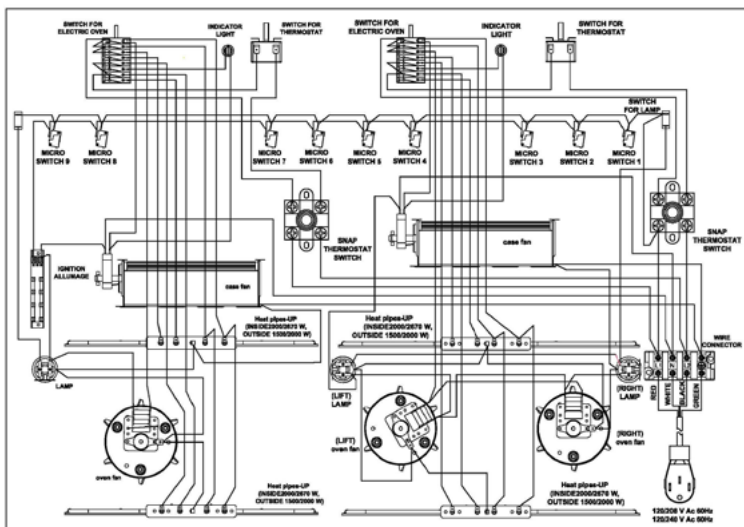 SWITCH FOR
ELECTRIC OVEN
INDICATOR
LIGHT
SWITCH FOR
THERMOSTAT
SWITCH FOR
ELECTRIC OVEN
INDICATOR
LIGHT
SWITCH FOR
THERMOSTAT
SWITCH
FOR LAMP
MICRO
SWITCH 9
MICRO
SWITCH 8
MICRO
SWITCH 7
MICRO
SWITCH 6
MICRO
SWITCH 5
MICRO
SWITCH 4
MICRO
SWITCH 3
MICRO
SWITCH 2
MICRO
SWITCH 1
SNAP
THERMOSTAT
SWITCH
SNAP
THERMOSTAT
SWITCH
IGNITION
ALLUMAGE
case fan
case fan
Heat pipes-UP
(INSIDE2000/2670 W,
OUTSIDE 1500/2000 W)
Heat pipes-UP
(INSIDE2000/2670 W,
OUTSIDE 1500/2000 W)
WIRE
CONNECTOR
LAMP
(LIFT)
LAMP
(RIGHT)
LAMP
RED
WHITE
BLACK
GREEN
(LIFT)
oven fan
(RIGHT)
oven fan
oven fan
Heat pipes-UP
(INSIDE2000/2670 W,
OUTSIDE 1500/2000 W)
Heat pipes-UP
(INSIDE2000/2670 W,
OUTSIDE 1500/2000 W)
120/208 V Ac 60Hz
120/240 V Ac 60Hz